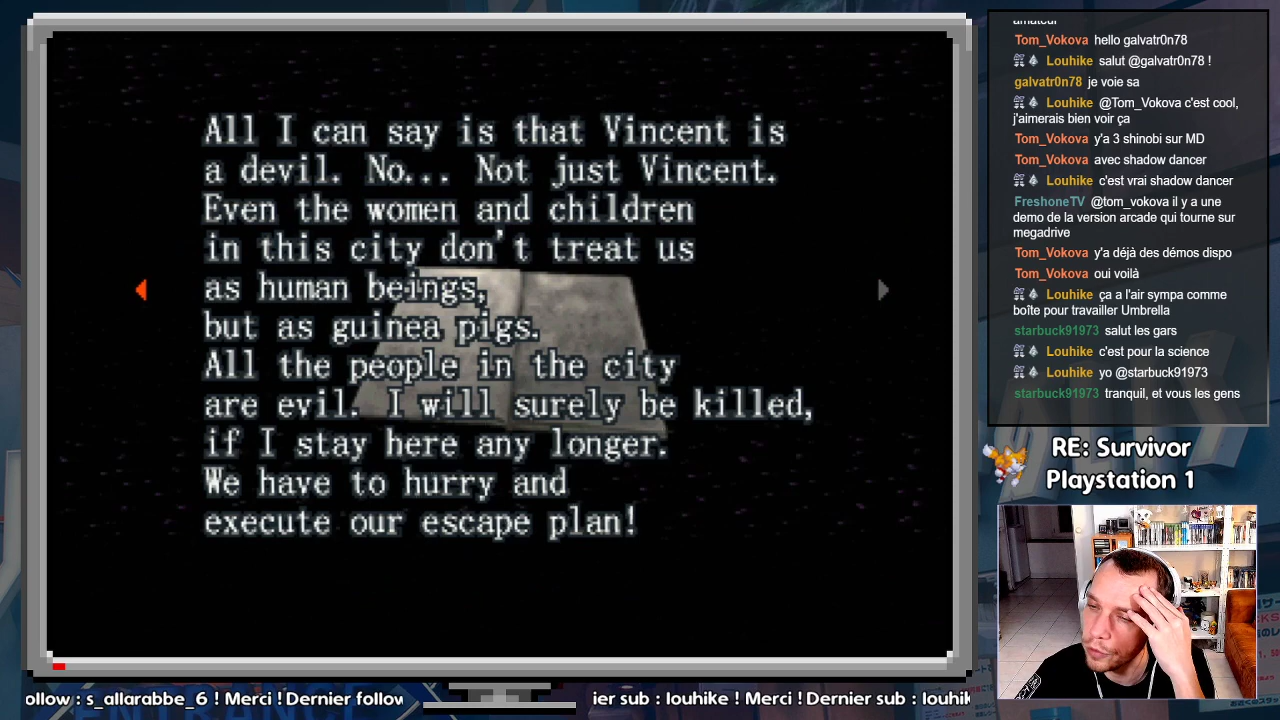 All I can say is that Vincent is
a devil. No... Not just Vincent.
Even the women and children
in this city don't treat us
as human beings,
but as guinea pigs.
All the people in the city
are evil. I will surely be killed,
if I stay here any longer.
We have to hurry and
execute our escape plan!
amateur
Tom_Vokova hello galvatr0n78
Louhike salut @galvatr0n78 !
galvatr0n78 je voie sa
Louhike @Tom_Vokova c'est cool,
j'aimerais bien voir ça
Tom_Vokova y'a 3 shinobi sur MD
Tom_Vokova avec shadow dancer
Louhike c'est vrai shadow dancer
FreshoneTV @tom_vokova il y a une
demo de la version arcade qui tourne sur
megadrive
Tom_Vokova y'a déjà des démos dispo
Tom_Vokova oui voilà
Louhike ça a l'air sympa comme
boîte pour travailler Umbrella
starbuck91973 salut les gars
Louhike c'est pour la science
Louhike yo @starbuck91973
starbuck91973 tranquil, et vous les gens
RE: Survivor
Playstation 1
ollow : s_allarabbe_6 ! Merci ! Dernier follow
ier sub : louhike ! Merci ! Dernier sub : louhik